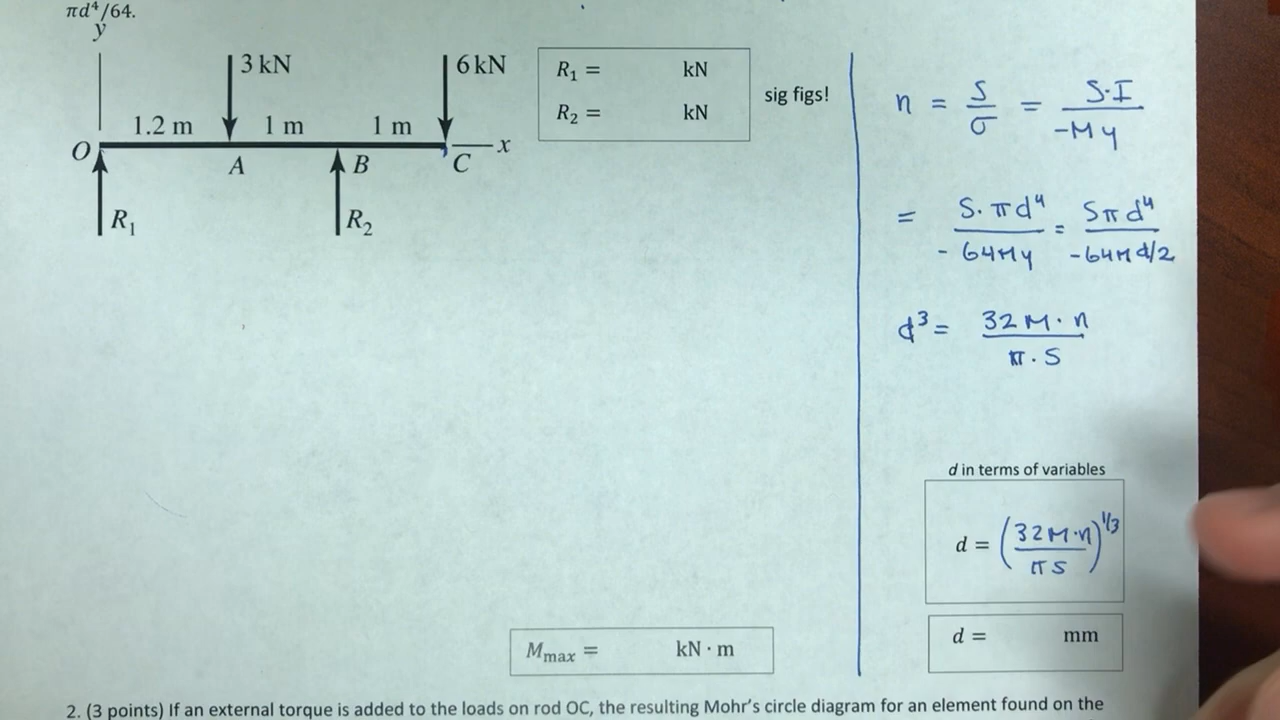 πd⁴/64.
y
3 kN
6 kN
R₁ = kN
R₂ = kN
sig figs!
1.2 m 1 m 1 m
O A B C x
R₁ R₂
n = S/σ = S·I/-My
= S·πd⁴/-64My = Sπd⁴/-64Md/2
d³ = 32M·n/π·S
d in terms of variables
d = (32M·n/πS)^1/3
d = mm
M_max = kN · m
2. (3 points) If an external torque is added to the loads on rod OC, the resulting Mohr's circle diagram for an element found on the